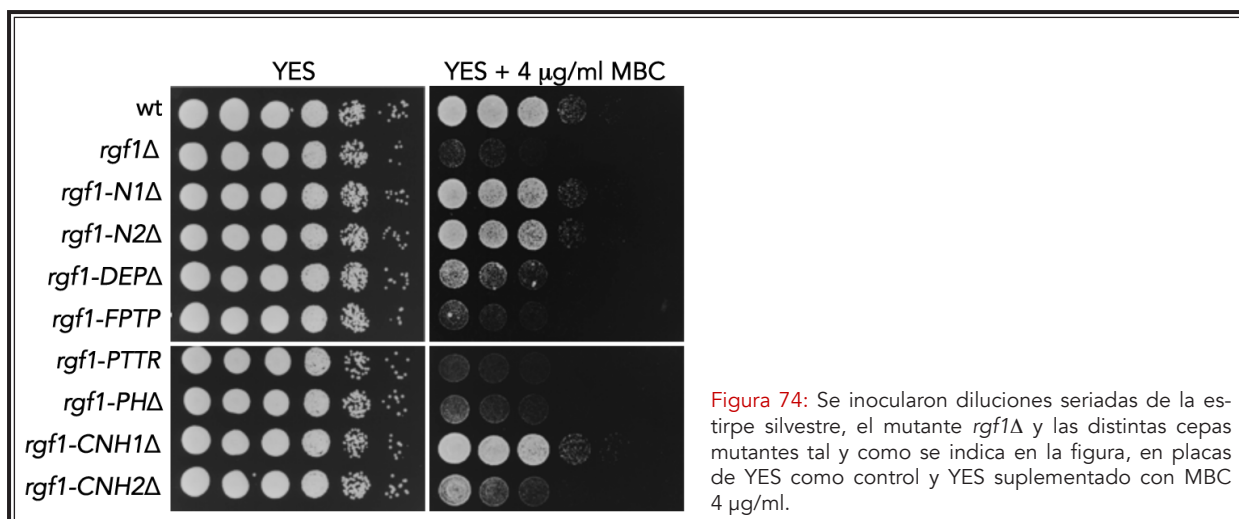 YES
YES + 4 µg/ml MBC
wt
rgf1Δ
rgf1-N1Δ
rgf1-N2Δ
rgf1-DEPΔ
rgf1-FPTP
rgf1-PTTR
rgf1-PHΔ
rgf1-CNH1Δ
rgf1-CNH2Δ
Figura 74: Se inocularon diluciones seriadas de la es-
tirpe silvestre, el mutante rgf1Δ y las distintas cepas
mutantes tal y como se indica en la figura, en placas
de YES como control y YES suplementado con MBC
4 µg/ml.